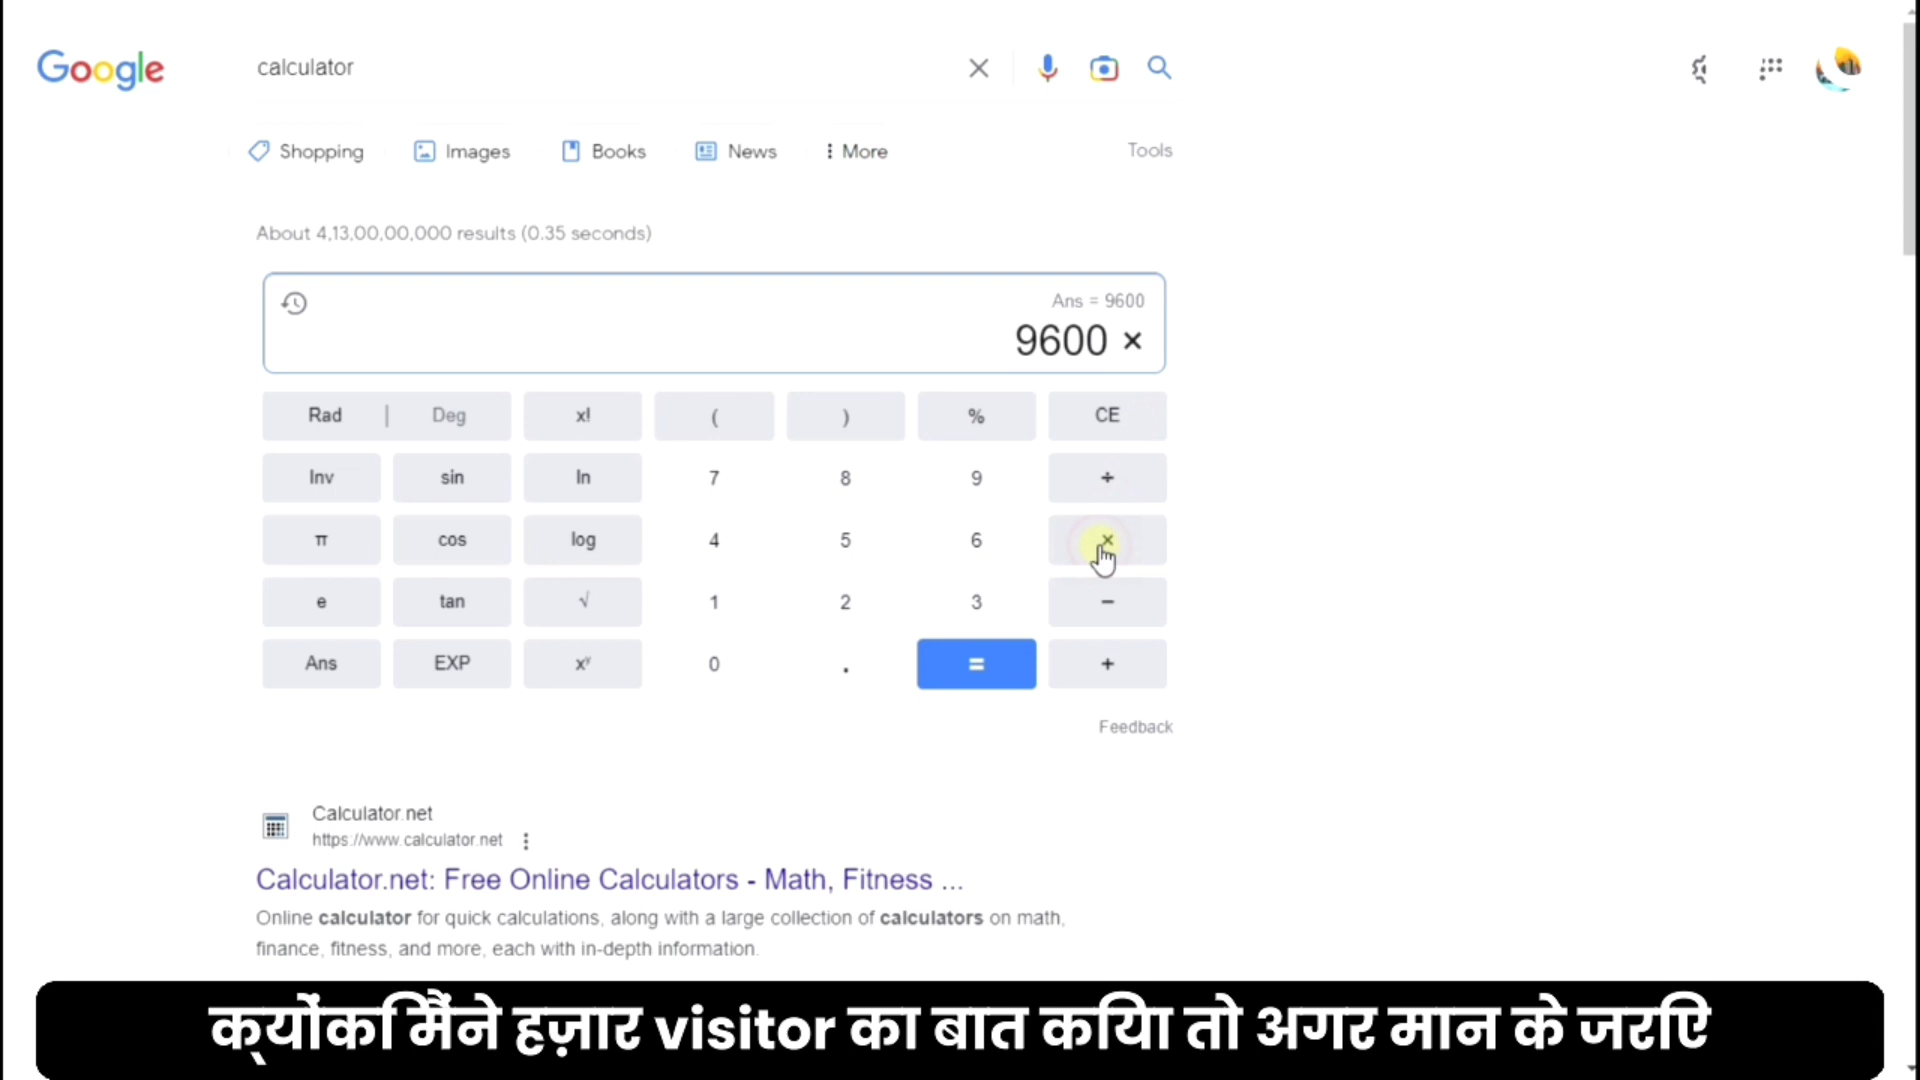 Google
calculator
Shopping Images Books News More Tools
About 4,13,00,00,000 results (0.35 seconds)
Ans = 9600
9600 ×
Rad | Deg x! ( ) % CE
Inv sin ln 7 8 9 ÷
π cos log 4 5 6 ×
e tan √ 1 2 3 −
Ans EXP xʸ 0 . = +
Feedback
Calculator.net
https://www.calculator.net
Calculator.net: Free Online Calculators - Math, Fitness ...
Online calculator for quick calculations, along with a large collection of calculators on math,
finance, fitness, and more, each with in-depth information.
क्योंकि मैंने हज़ार visitor का बात किया तो अगर मान के जरिए